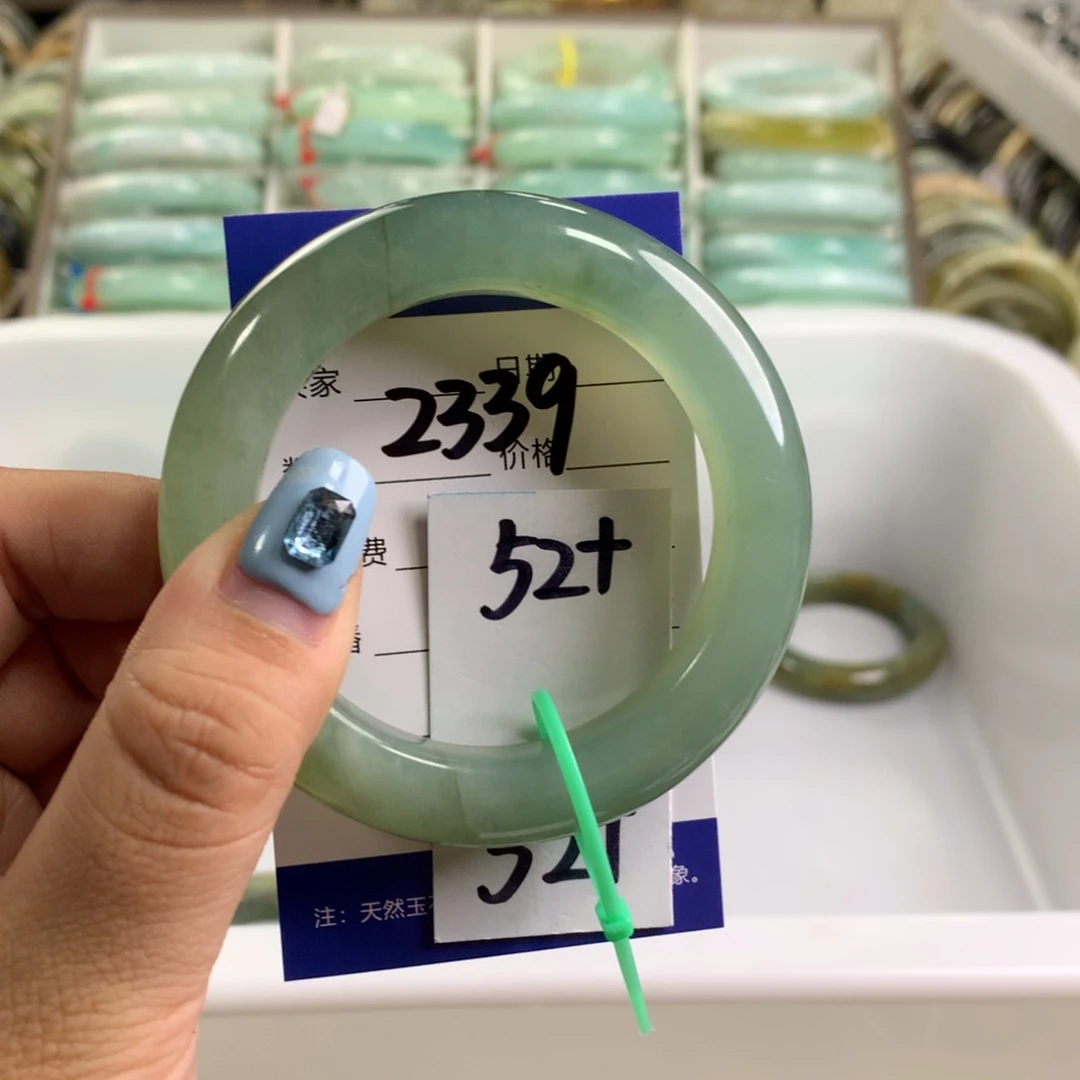 家 日期
2339
价格
52+
费
52+
注：天然玉 象。